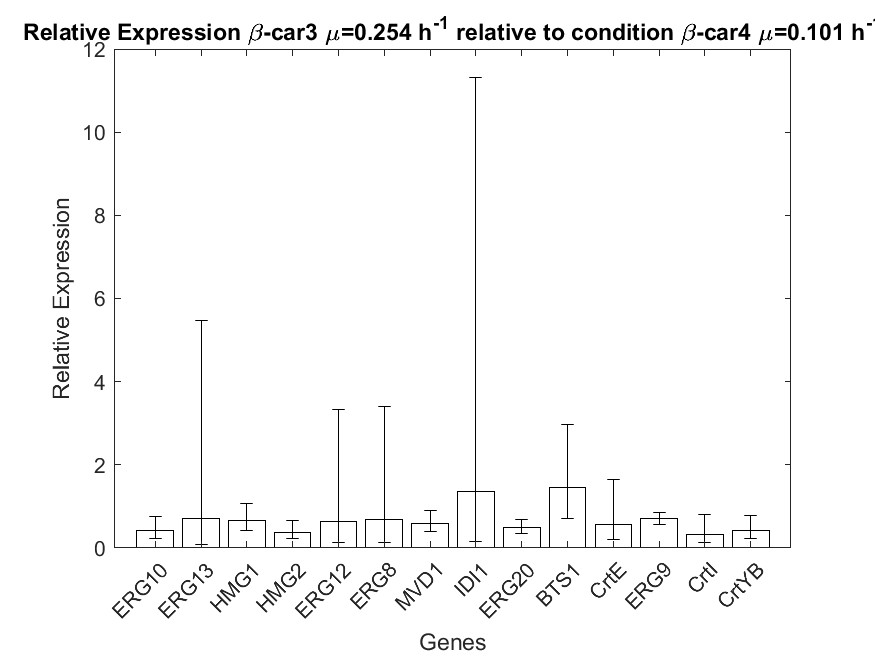 Relative Expression β-car3 μ=0.254 h⁻¹ relative to condition β-car4 μ=0.101 h⁻¹
12
10
8
6
4
2
0
Relative Expression
ERG10
ERG13
HMG1
HMG2
ERG12
ERG8
MVD1
IDI1
ERG20
BTS1
CrtE
ERG9
CrtI
CrtYB
Genes